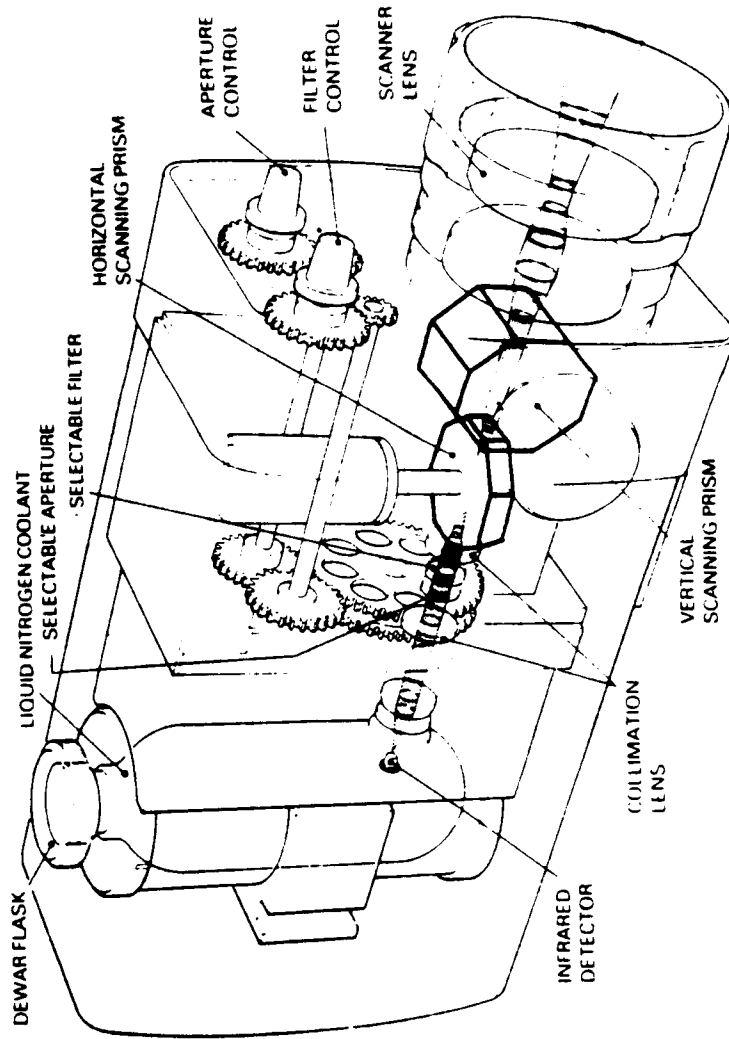 DEWAR FLASK
LIQUID NITROGEN COOLANT
SELECTABLE APERTURE
SELECTABLE FILTER
HORIZONTAL
SCANNING PRISM
APERTURE
CONTROL
FILTER
CONTROL
SCANNER
LENS
INFRARED
DETECTOR
COLLIMATION
LENS
VERTICAL
SCANNING PRISM